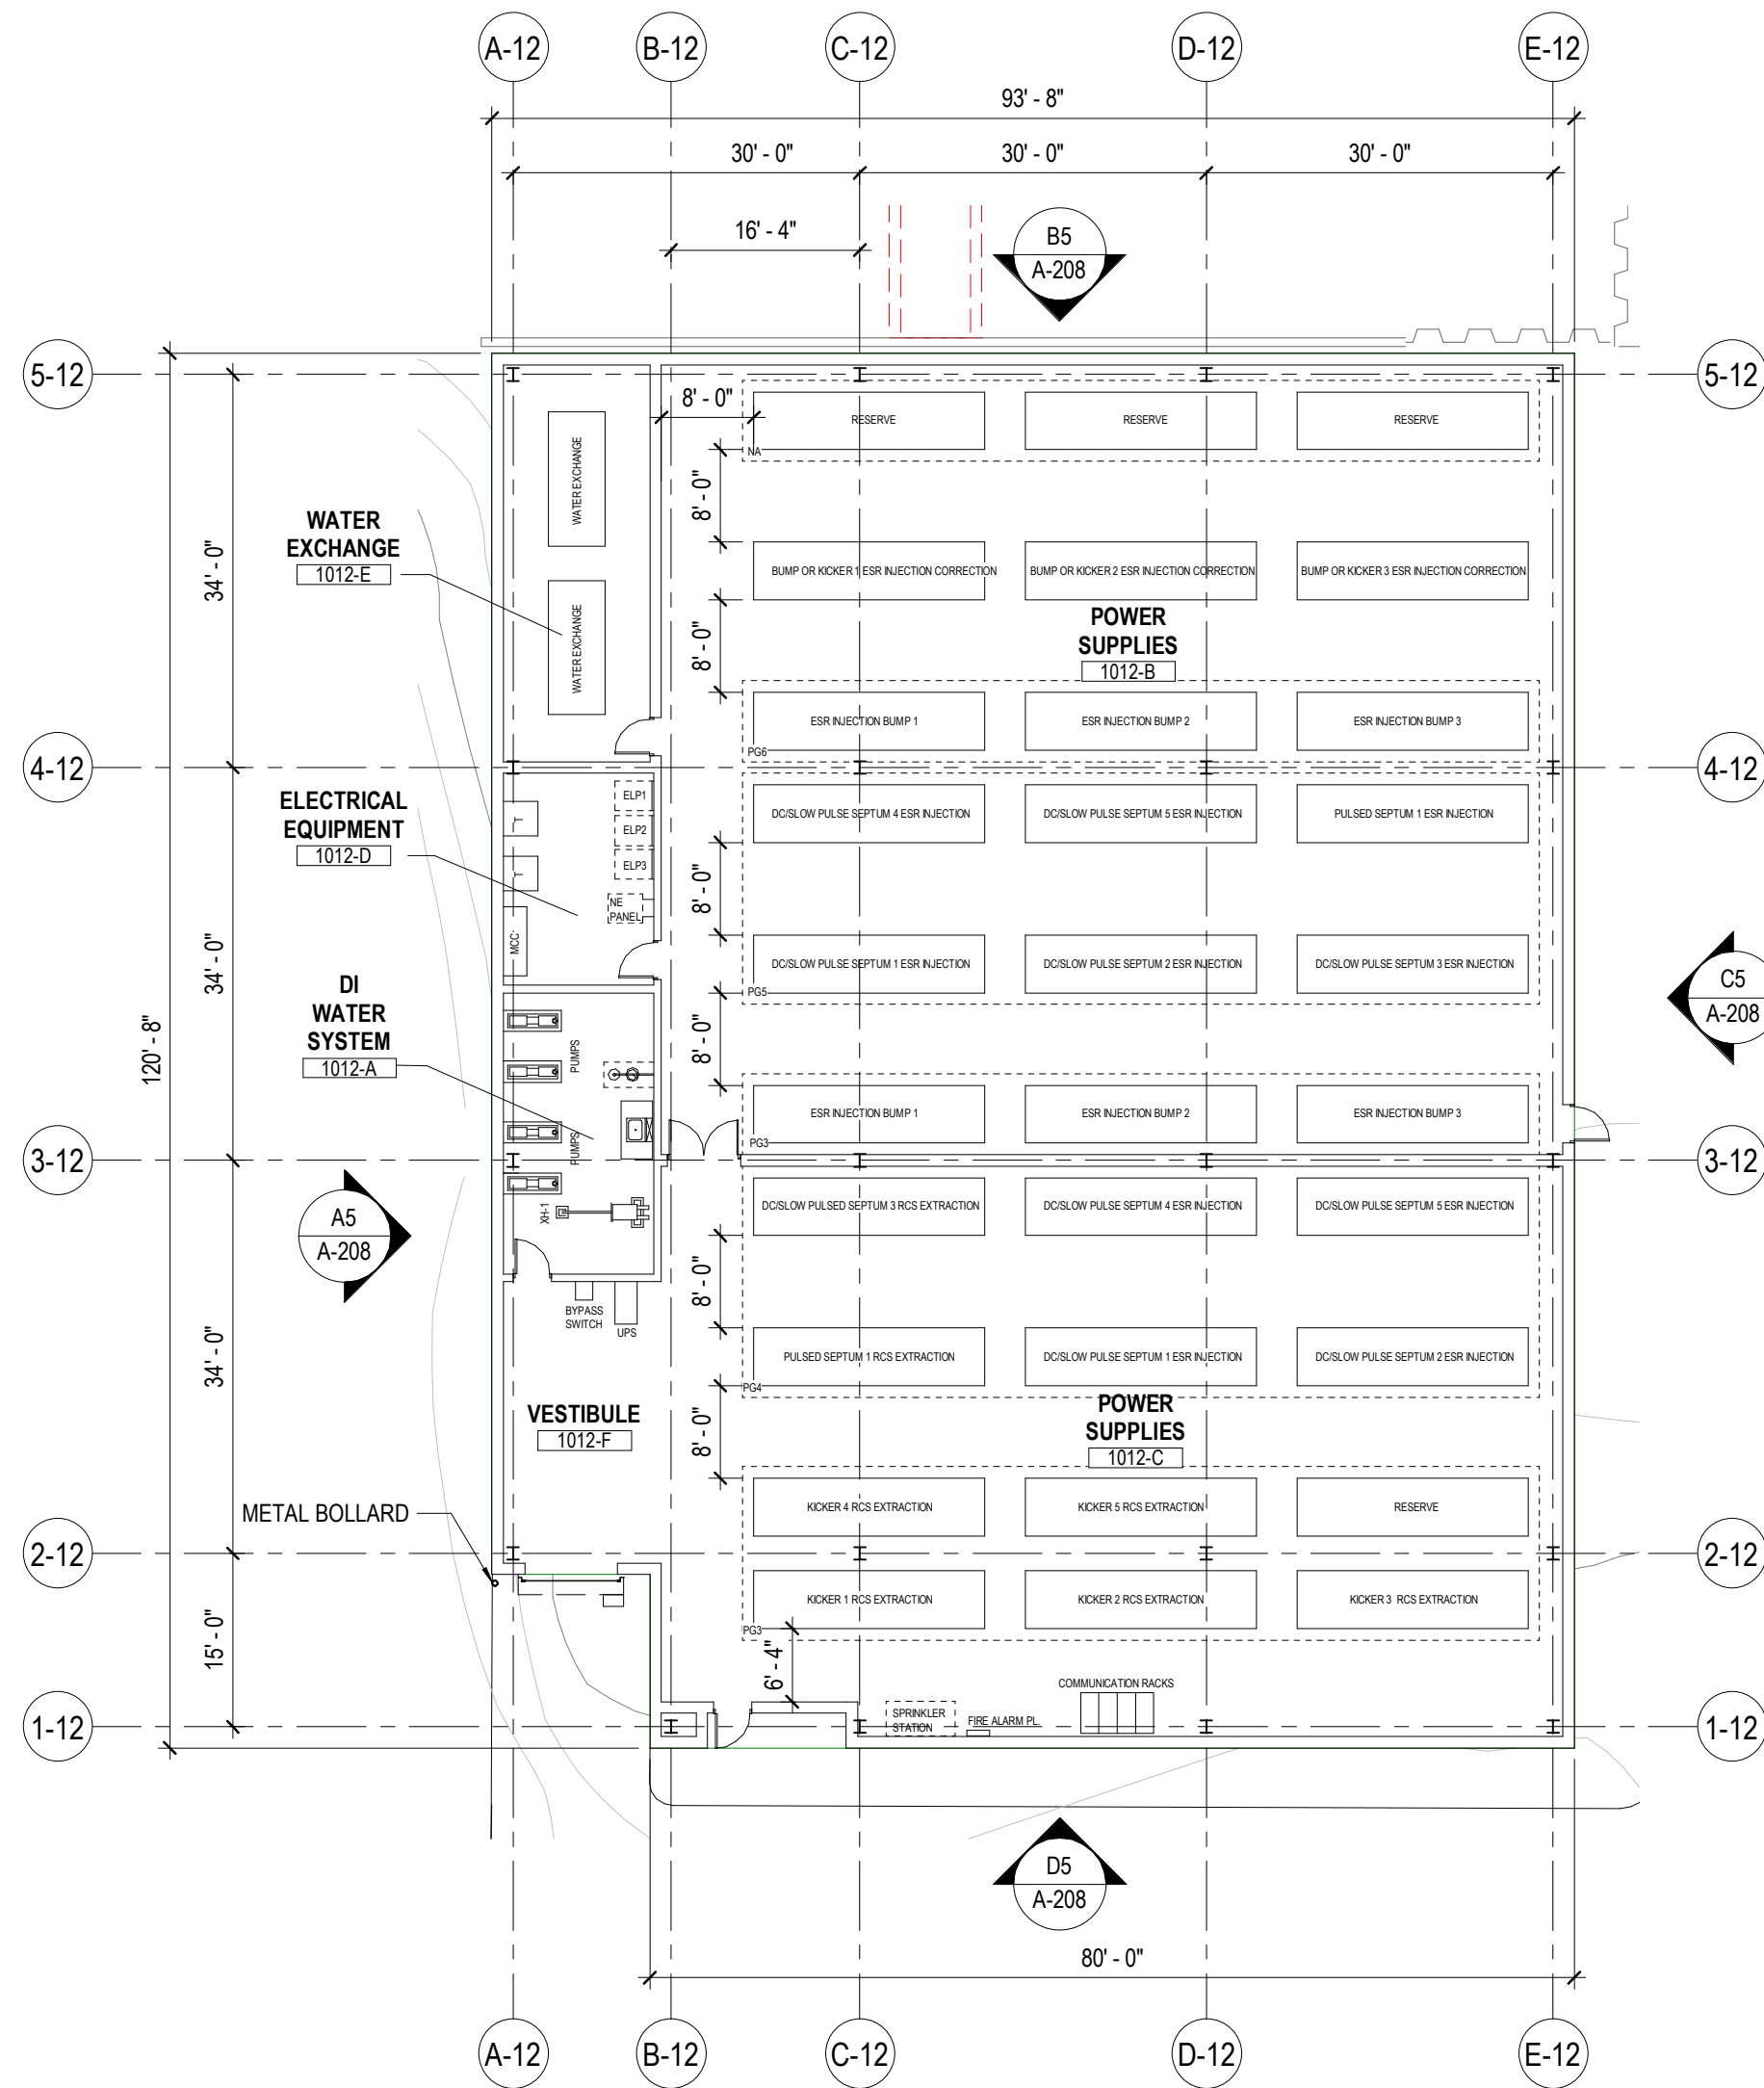 A-12
B-12
C-12
D-12
E-12
93' - 8"
30' - 0"
30' - 0"
30' - 0"
16' - 4"
B5
A-208
5-12
5-12
8' - 0"
RESERVE
RESERVE
RESERVE
NA
WATER EXCHANGE
8' - 0"
WATER
EXCHANGE
1012-E
34' - 0"
BUMP OR KICKER 1 ESR INJECTION CORRECTION
BUMP OR KICKER 2 ESR INJECTION CORRECTION
BUMP OR KICKER 3 ESR INJECTION CORRECTION
WATER EXCHANGE
8' - 0"
POWER
SUPPLIES
1012-B
ESR INJECTION BUMP 1
ESR INJECTION BUMP 2
ESR INJECTION BUMP 3
PG6
4-12
4-12
ELECTRICAL
EQUIPMENT
1012-D
T
T
MCC
ELP1
ELP2
ELP3
NE
PANEL
DC/SLOW PULSE SEPTUM 4 ESR INJECTION
DC/SLOW PULSE SEPTUM 5 ESR INJECTION
PULSED SEPTUM 1 ESR INJECTION
8' - 0"
34' - 0"
DC/SLOW PULSE SEPTUM 1 ESR INJECTION
DC/SLOW PULSE SEPTUM 2 ESR INJECTION
DC/SLOW PULSE SEPTUM 3 ESR INJECTION
PG5
C5
A-208
DI
WATER
SYSTEM
1012-A
120' - 8"
PUMPS
PUMPS
8' - 0"
ESR INJECTION BUMP 1
ESR INJECTION BUMP 2
ESR INJECTION BUMP 3
PG3
3-12
3-12
A5
A-208
XH-1
DC/SLOW PULSED SEPTUM 3 RCS EXTRACTION
DC/SLOW PULSE SEPTUM 4 ESR INJECTION
DC/SLOW PULSE SEPTUM 5 ESR INJECTION
8' - 0"
BYPASS
SWITCH
UPS
34' - 0"
PULSED SEPTUM 1 RCS EXTRACTION
DC/SLOW PULSE SEPTUM 1 ESR INJECTION
DC/SLOW PULSE SEPTUM 2 ESR INJECTION
PG4
VESTIBULE
1012-F
8' - 0"
POWER
SUPPLIES
1012-C
METAL BOLLARD
KICKER 4 RCS EXTRACTION
KICKER 5 RCS EXTRACTION
RESERVE
2-12
2-12
KICKER 1 RCS EXTRACTION
KICKER 2 RCS EXTRACTION
KICKER 3 RCS EXTRACTION
PG3
15' - 0"
6' - 4"
COMMUNICATION RACKS
SPRINKLER
STATION
FIRE ALARM PL.
1-12
1-12
D5
A-208
80' - 0"
A-12
B-12
C-12
D-12
E-12